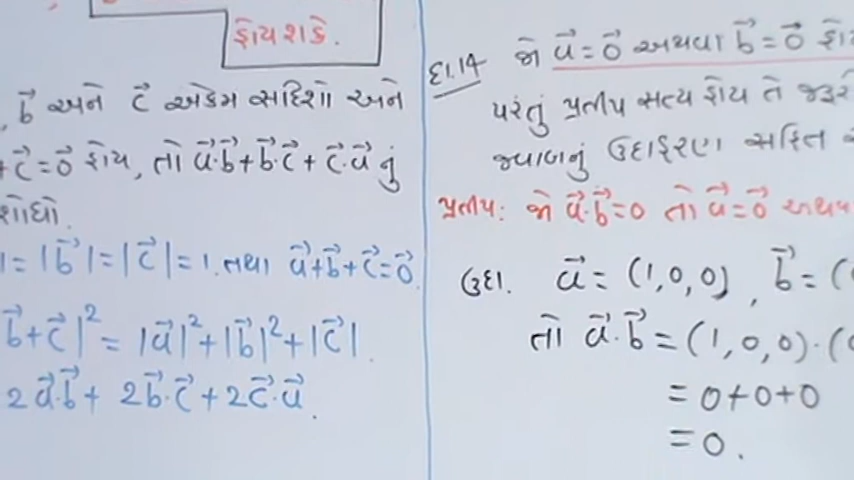 હોય શકે.
, b⃗ અને c⃗ એકમ સદિશો અને
+ c⃗ = 0⃗ હોય, તો a⃗·b⃗ + b⃗·c⃗ + c⃗·a⃗ નું
શોધો.
| = |b⃗| = |c⃗| = 1. તથા a⃗+b⃗+c⃗=0⃗.
b⃗+c⃗|² = |a⃗|² + |b⃗|² + |c⃗|
2a⃗·b⃗ + 2b⃗·c⃗ + 2c⃗·a⃗.
દા.14 જો a⃗=0⃗ અથવા b⃗=0⃗
પરંતુ પ્રતીપ સત્ય હોય તે
જવાબનું ઉદાહરણ સહિત
પ્રતીપ: જો a⃗·b⃗=0 તો a⃗=0⃗
ઉદા. a⃗ = (1,0,0), b⃗ = (
તો a⃗·b⃗ = (1,0,0)·(
= 0+0+0
= 0.